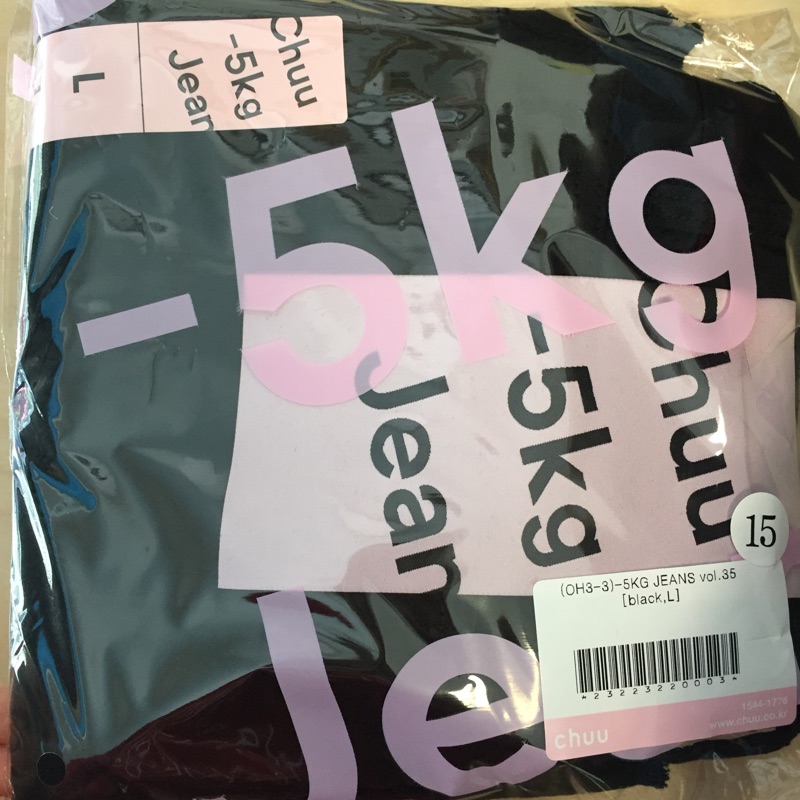 L
Chuu
-5kg
Jean
-5kg
Chuu
-5kg
Jean
Je
15
(OH3-3)-5KG JEANS vol.35
[black,L]
*232232200003*
1544-1776
www.chuu.co.kr
chuu